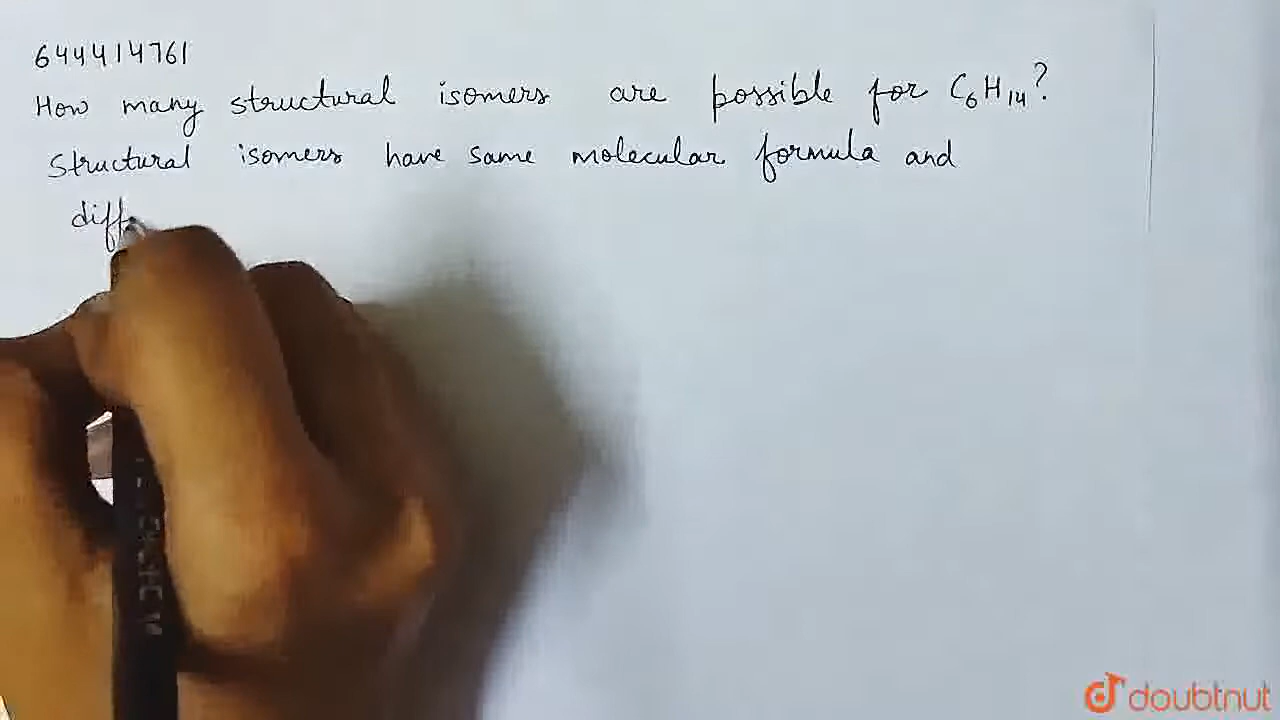 644414761
How many structural isomers are possible for C₆H₁₄?
Structural isomers have same molecular formula and
diff
doubtnut